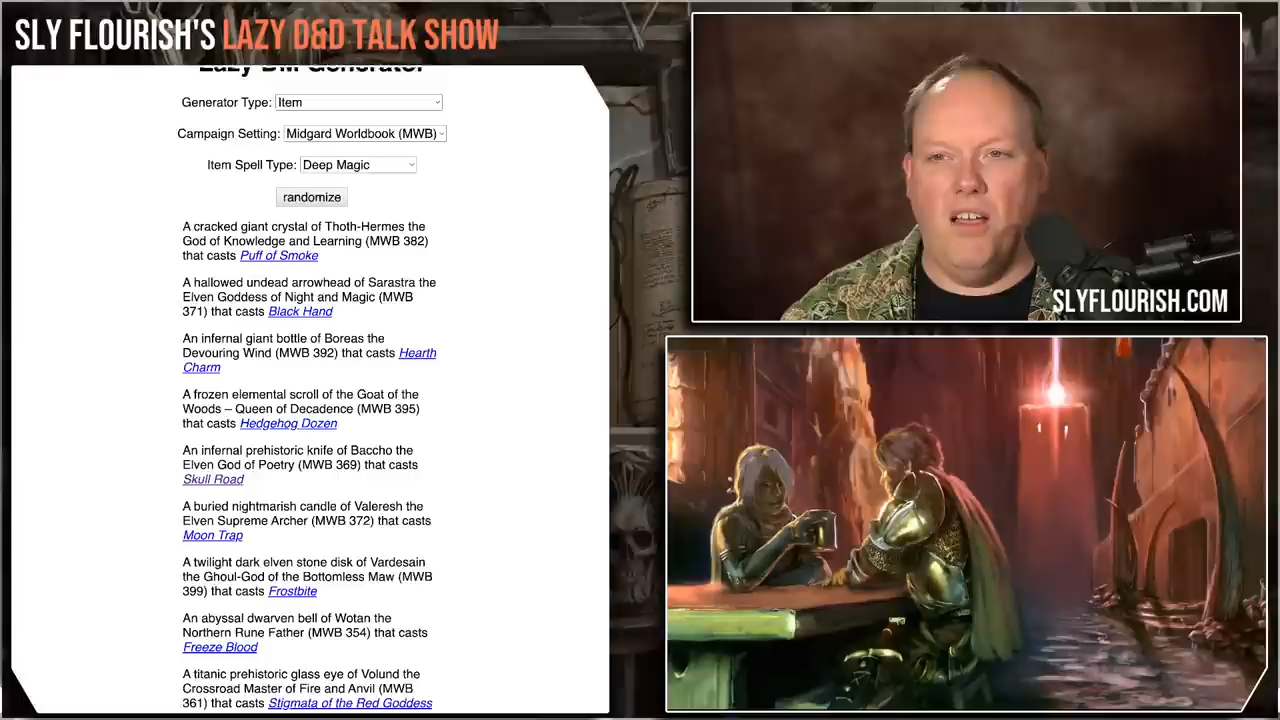 SLY FLOURISH'S LAZY D&D TALK SHOW
Lazy DM Generator
Generator Type: Item
Campaign Setting: Midgard Worldbook (MWB)
Item Spell Type: Deep Magic
randomize
A cracked giant crystal of Thoth-Hermes the
God of Knowledge and Learning (MWB 382)
that casts Puff of Smoke
A hallowed undead arrowhead of Sarastra the
Elven Goddess of Night and Magic (MWB
371) that casts Black Hand
An infernal giant bottle of Boreas the
Devouring Wind (MWB 392) that casts Hearth
Charm
A frozen elemental scroll of the Goat of the
Woods – Queen of Decadence (MWB 395)
that casts Hedgehog Dozen
An infernal prehistoric knife of Baccho the
Elven God of Poetry (MWB 369) that casts
Skull Road
A buried nightmarish candle of Valeresh the
Elven Supreme Archer (MWB 372) that casts
Moon Trap
A twilight dark elven stone disk of Vardesain
the Ghoul-God of the Bottomless Maw (MWB
399) that casts Frostbite
An abyssal dwarven bell of Wotan the
Northern Rune Father (MWB 354) that casts
Freeze Blood
A titanic prehistoric glass eye of Volund the
Crossroad Master of Fire and Anvil (MWB
361) that casts Stigmata of the Red Goddess
SLYFLOURISH.COM